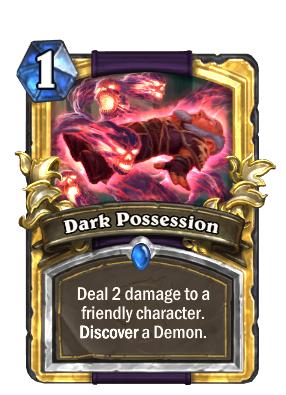 1
Dark Possession
Deal 2 damage to a
friendly character.
Discover a Demon.